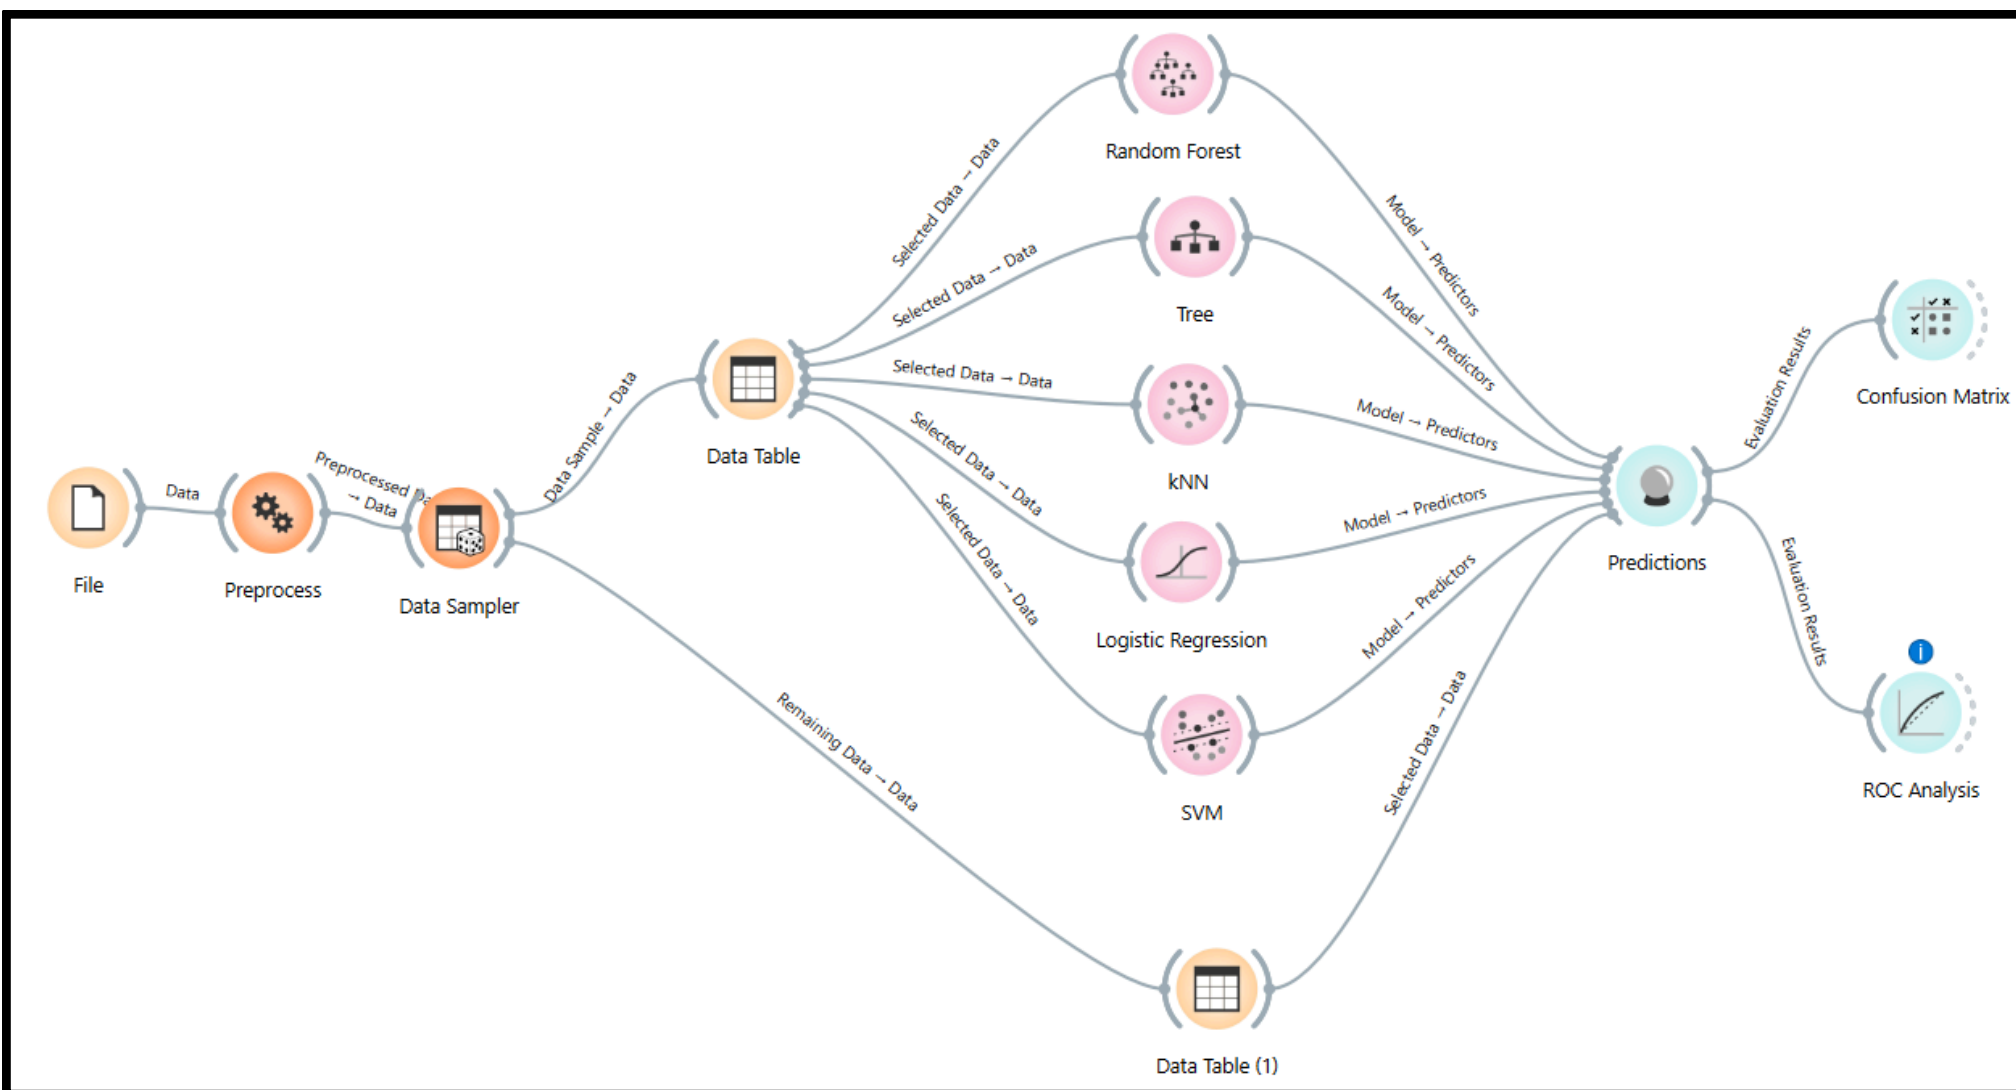 Random Forest
Selected Data → Data
Model → Predictors
Tree
Selected Data → Data
Model → Predictors
Confusion Matrix
Evaluation Results
Selected Data → Data
kNN
Model → Predictors
Data Table
Data Sample → Data
File
Data
Preprocess
Preprocessed
→ Data
Data Sampler
Selected Data → Data
Logistic Regression
Model → Predictors
Predictions
Selected Data → Data
SVM
Model → Predictors
Evaluation Results
i
ROC Analysis
Remaining Data → Data
Selected Data → Data
Data Table (1)